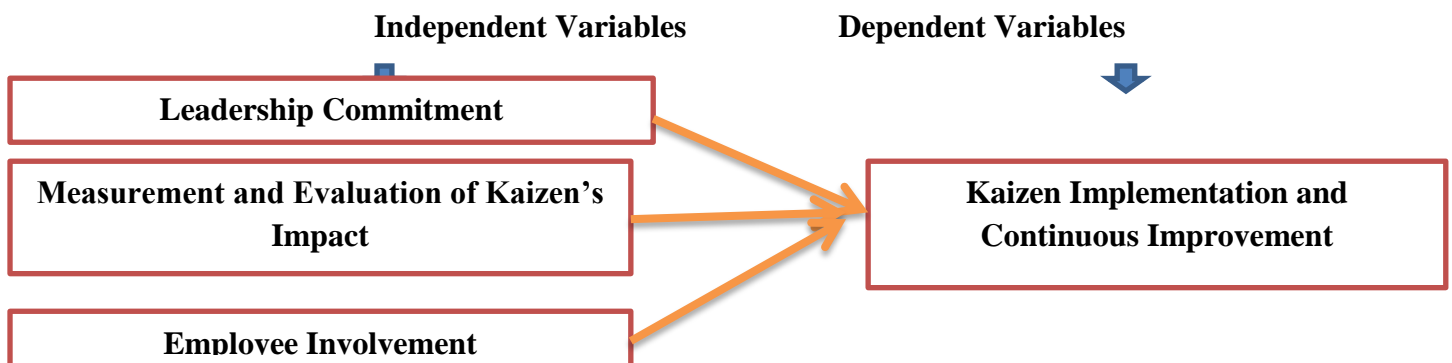 Independent Variables Dependent Variables
Leadership Commitment
Measurement and Evaluation of Kaizen’s
Impact
Kaizen Implementation and
Continuous Improvement
Employee Involvement